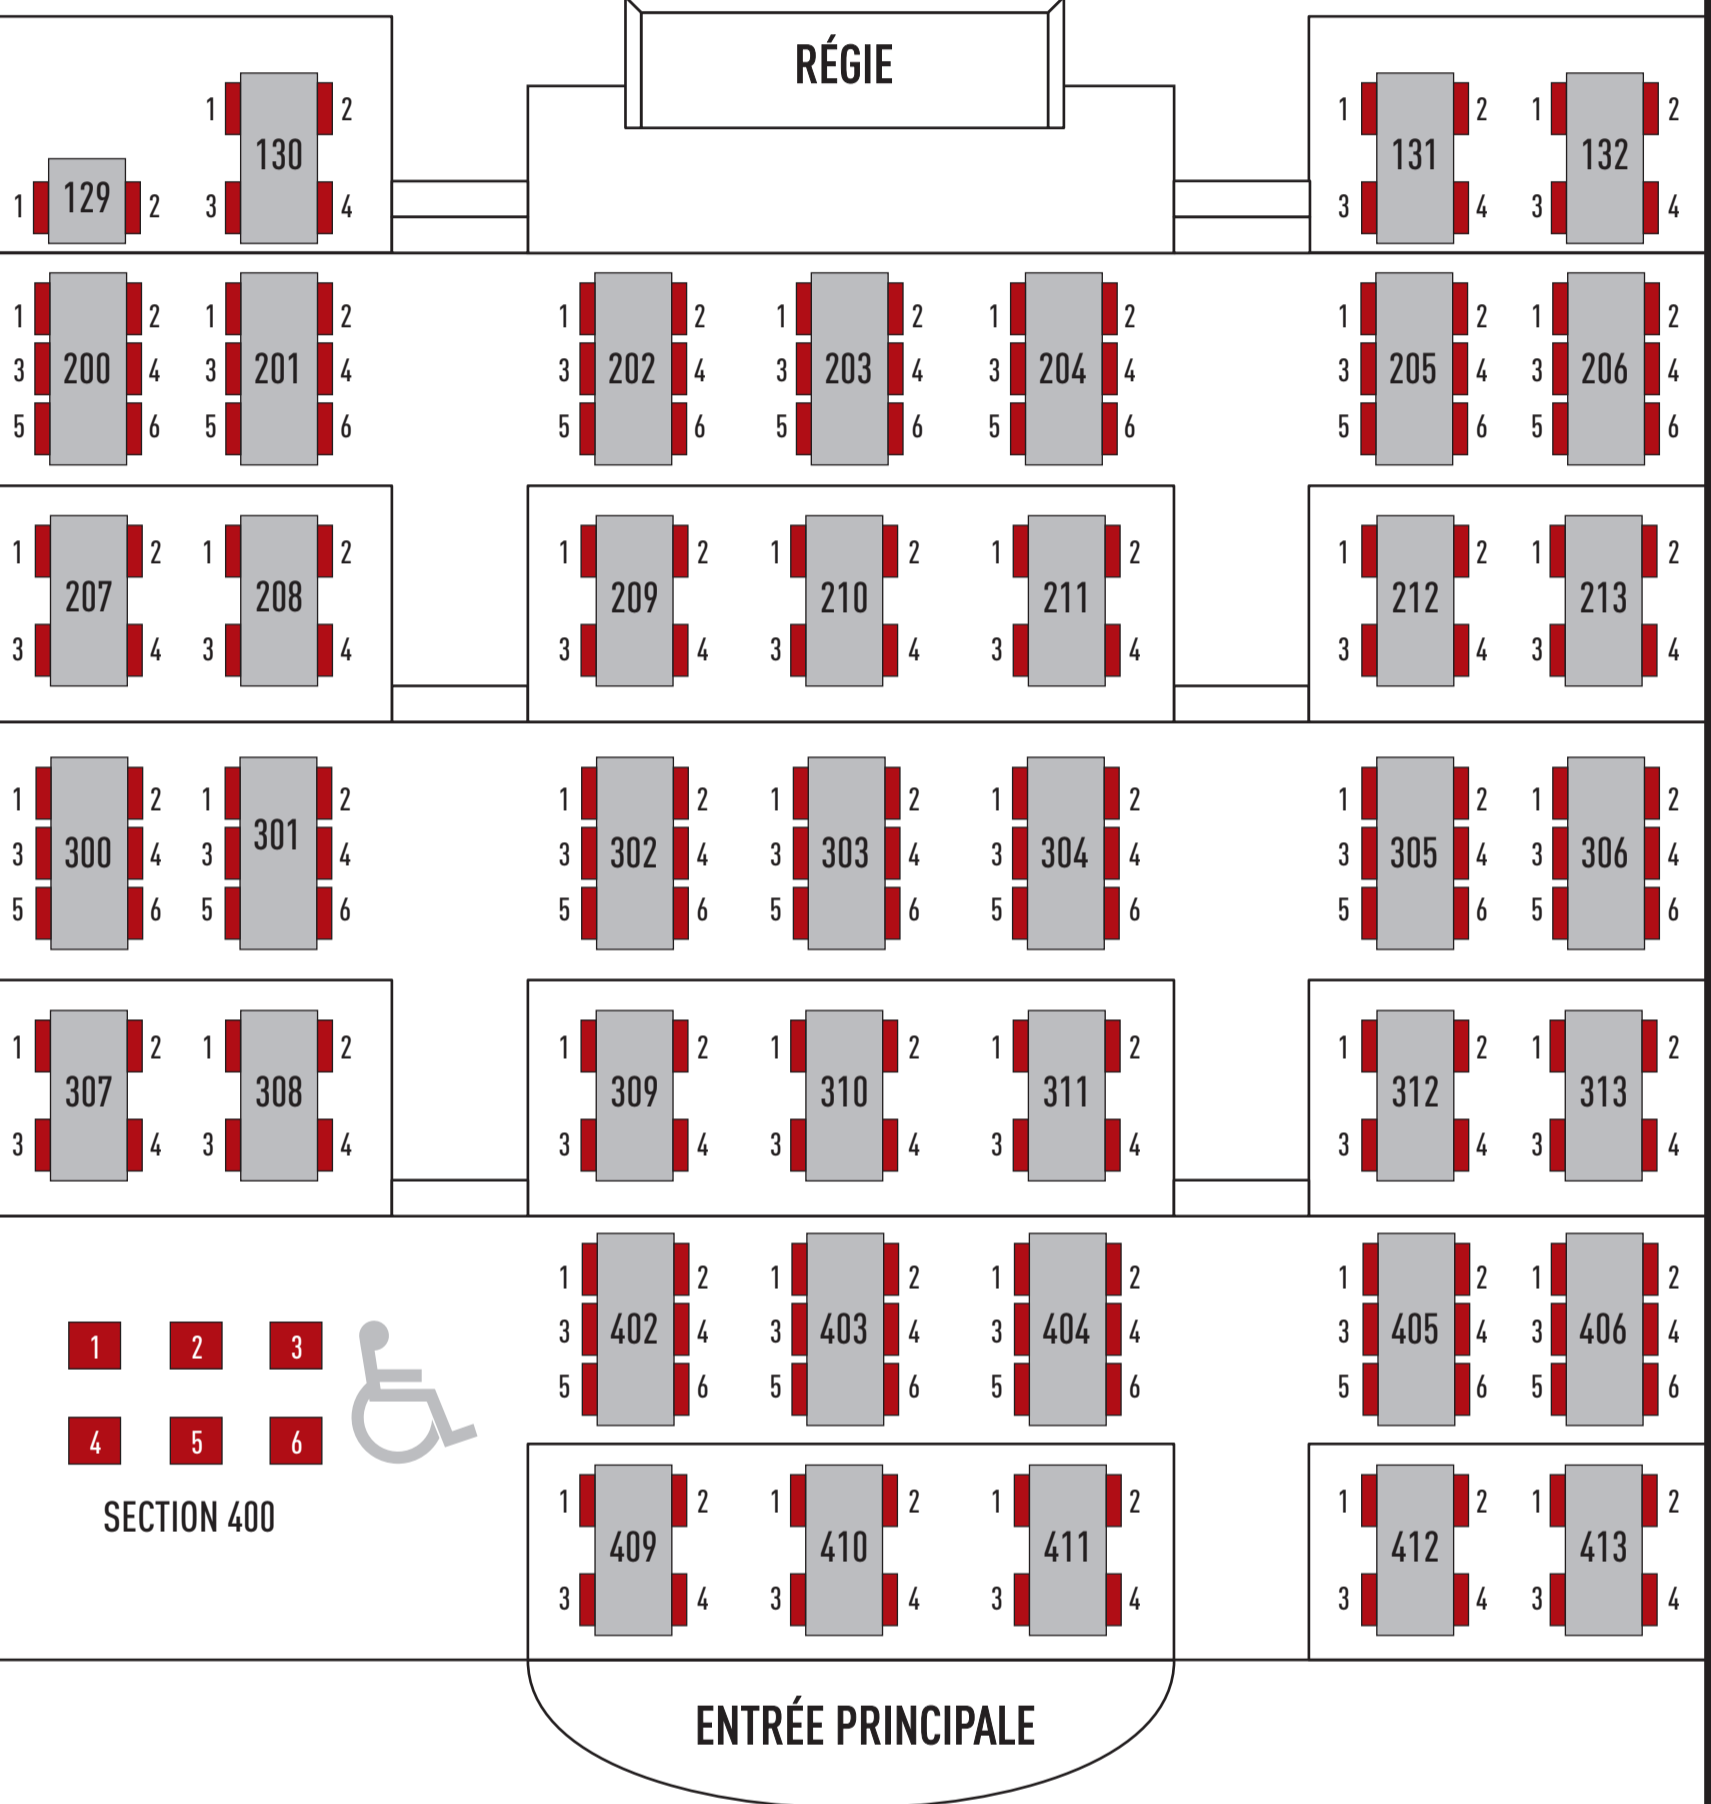 RÉGIE
1 130 2 1 131 2 1 132 2
1 129 2 3 4 3 4 3 4
1 2 1 2 1 2 1 2 1 2 1 2 1 2
3 200 4 3 201 4 3 202 4 3 203 4 3 204 4 3 205 4 3 206 4
5 6 5 6 5 6 5 6 5 6 5 6 5 6
1 2 1 2 1 2 1 2 1 2 1 2 1 2
207 208 209 210 211 212 213
3 4 3 4 3 4 3 4 3 4 3 4 3 4
1 2 1 2 1 2 1 2 1 2 1 2 1 2
3 300 4 3 301 4 3 302 4 3 303 4 3 304 4 3 305 4 3 306 4
5 6 5 6 5 6 5 6 5 6 5 6 5 6
1 2 1 2 1 2 1 2 1 2 1 2 1 2
307 308 309 310 311 312 313
3 4 3 4 3 4 3 4 3 4 3 4 3 4
1 2 3
4 5 6
SECTION 400
1 2 1 2 1 2 1 2 1 2
3 402 4 3 403 4 3 404 4 3 405 4 3 406 4
5 6 5 6 5 6 5 6 5 6
1 2 1 2 1 2 1 2 1 2
409 410 411 412 413
3 4 3 4 3 4 3 4 3 4
ENTRÉE PRINCIPALE